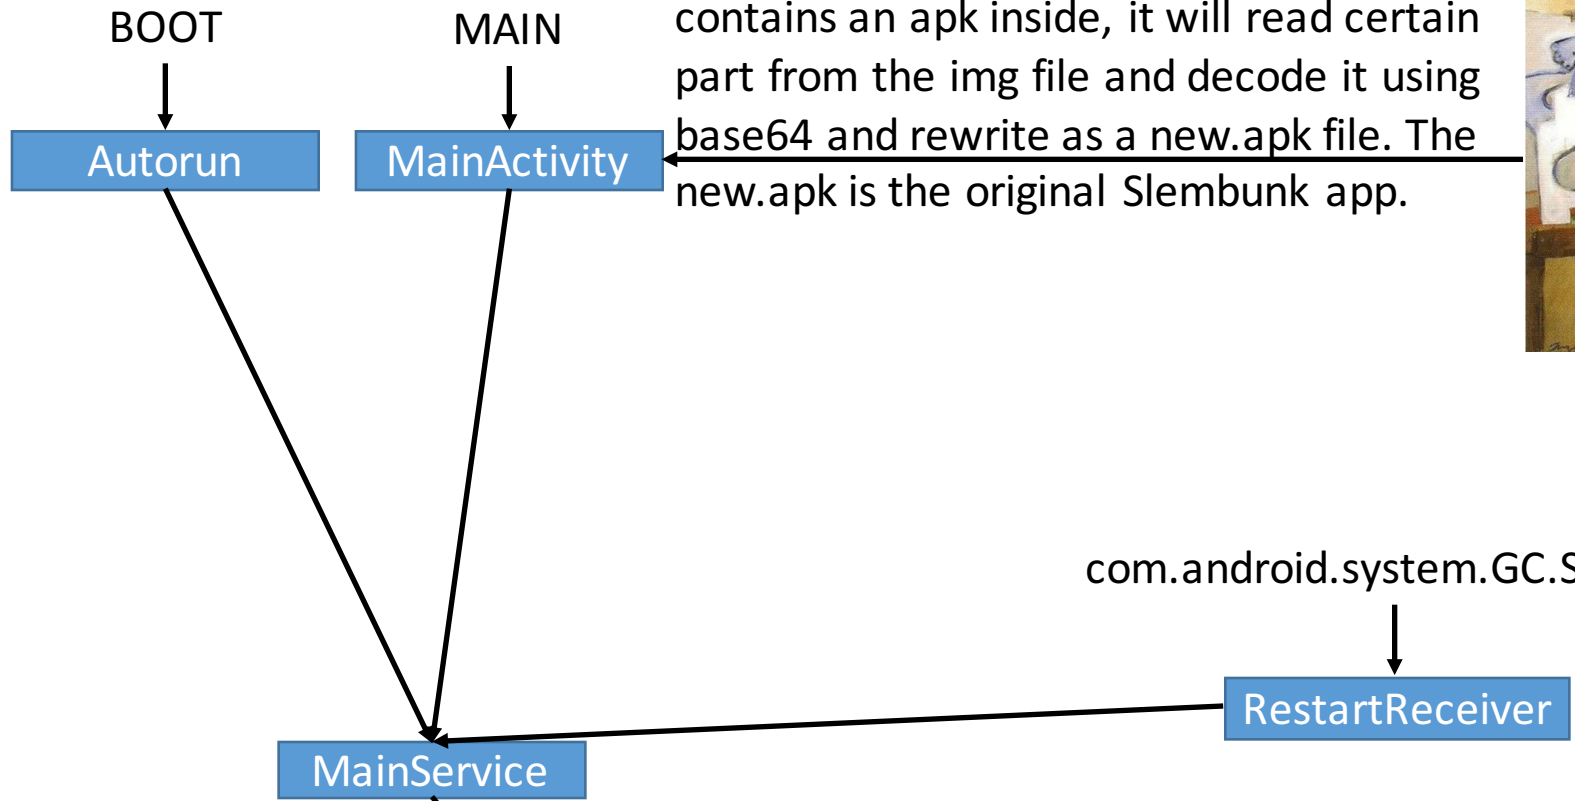 BOOT
MAIN
contains an apk inside, it will read certain
part from the img file and decode it using
base64 and rewrite as a new.apk file. The
new.apk is the original Slembunk app.
Autorun
MainActivity
com.android.system.GC.S
RestartReceiver
MainService